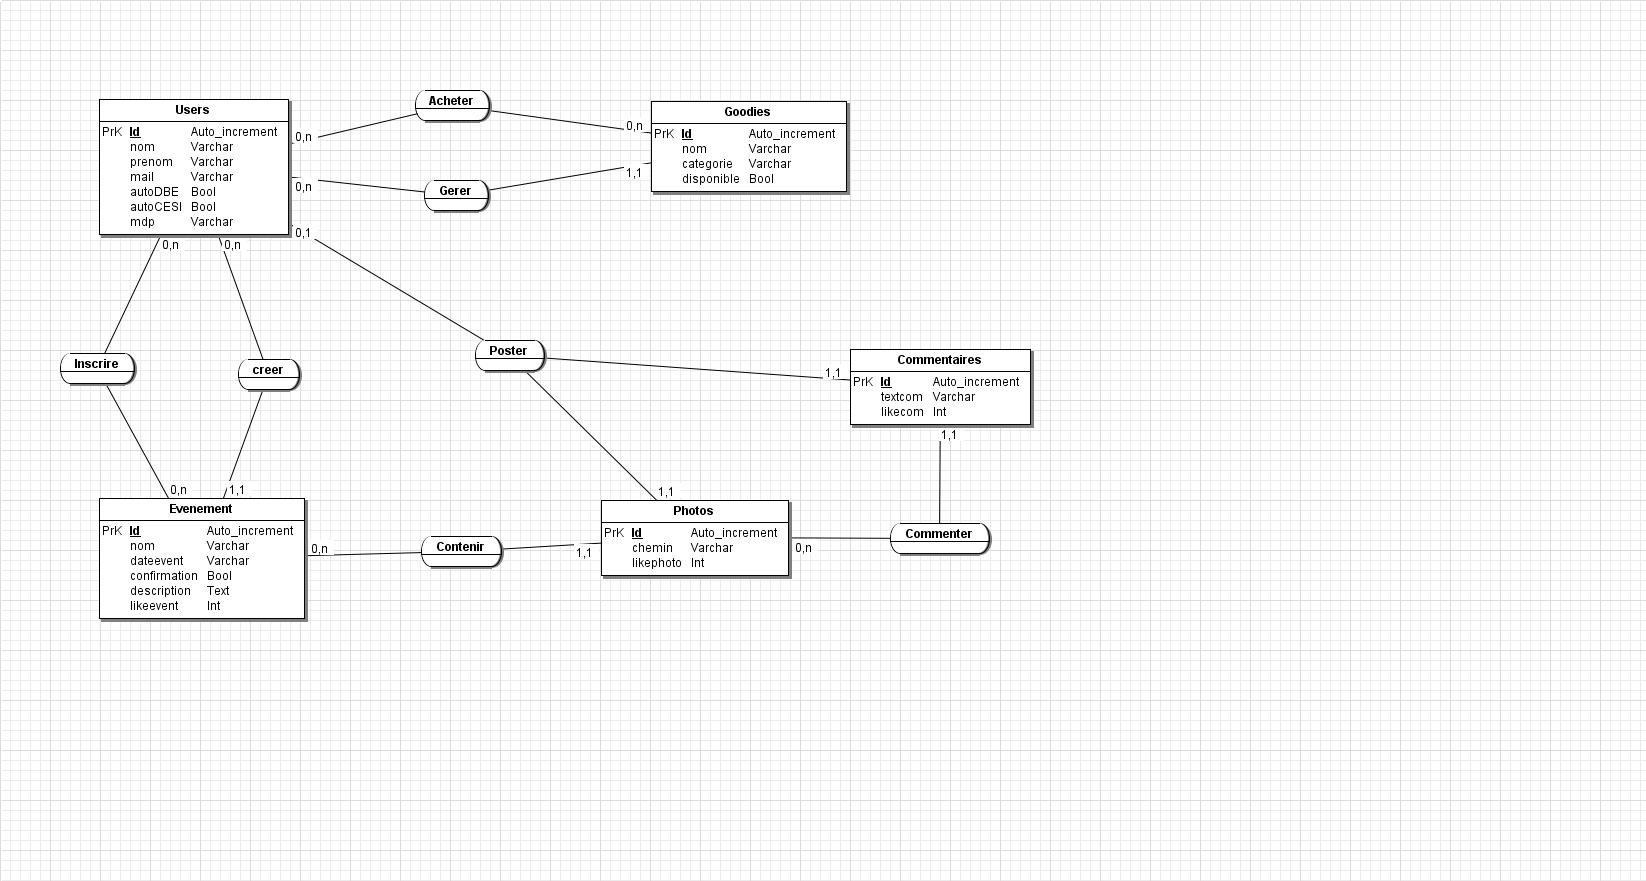 Users
PrK Id Auto_increment
nom Varchar
prenom Varchar
mail Varchar
autoDBE Bool
autoCESI Bool
mdp Varchar
Acheter
0,n
0,n
Goodies
PrK Id Auto_increment
nom Varchar
categorie Varchar
disponible Bool
Gerer
0,n
1,1
0,1
0,n
0,n
Inscrire
creer
Poster
1,1
Commentaires
PrK Id Auto_increment
textcom Varchar
likecom Int
1,1
0,n
1,1
1,1
Evenement
PrK Id Auto_increment
nom Varchar
dateevent Varchar
confirmation Bool
description Text
likeevent Int
0,n
Contenir
1,1
Photos
PrK Id Auto_increment
chemin Varchar
likephoto Int
0,n
Commenter